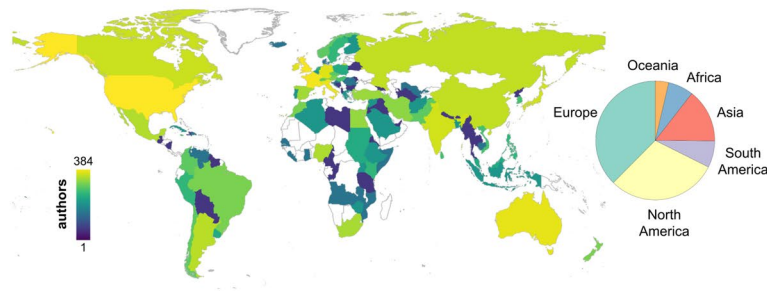 384
authors
1
Oceania
Africa
Europe
Asia
South
America
North
America